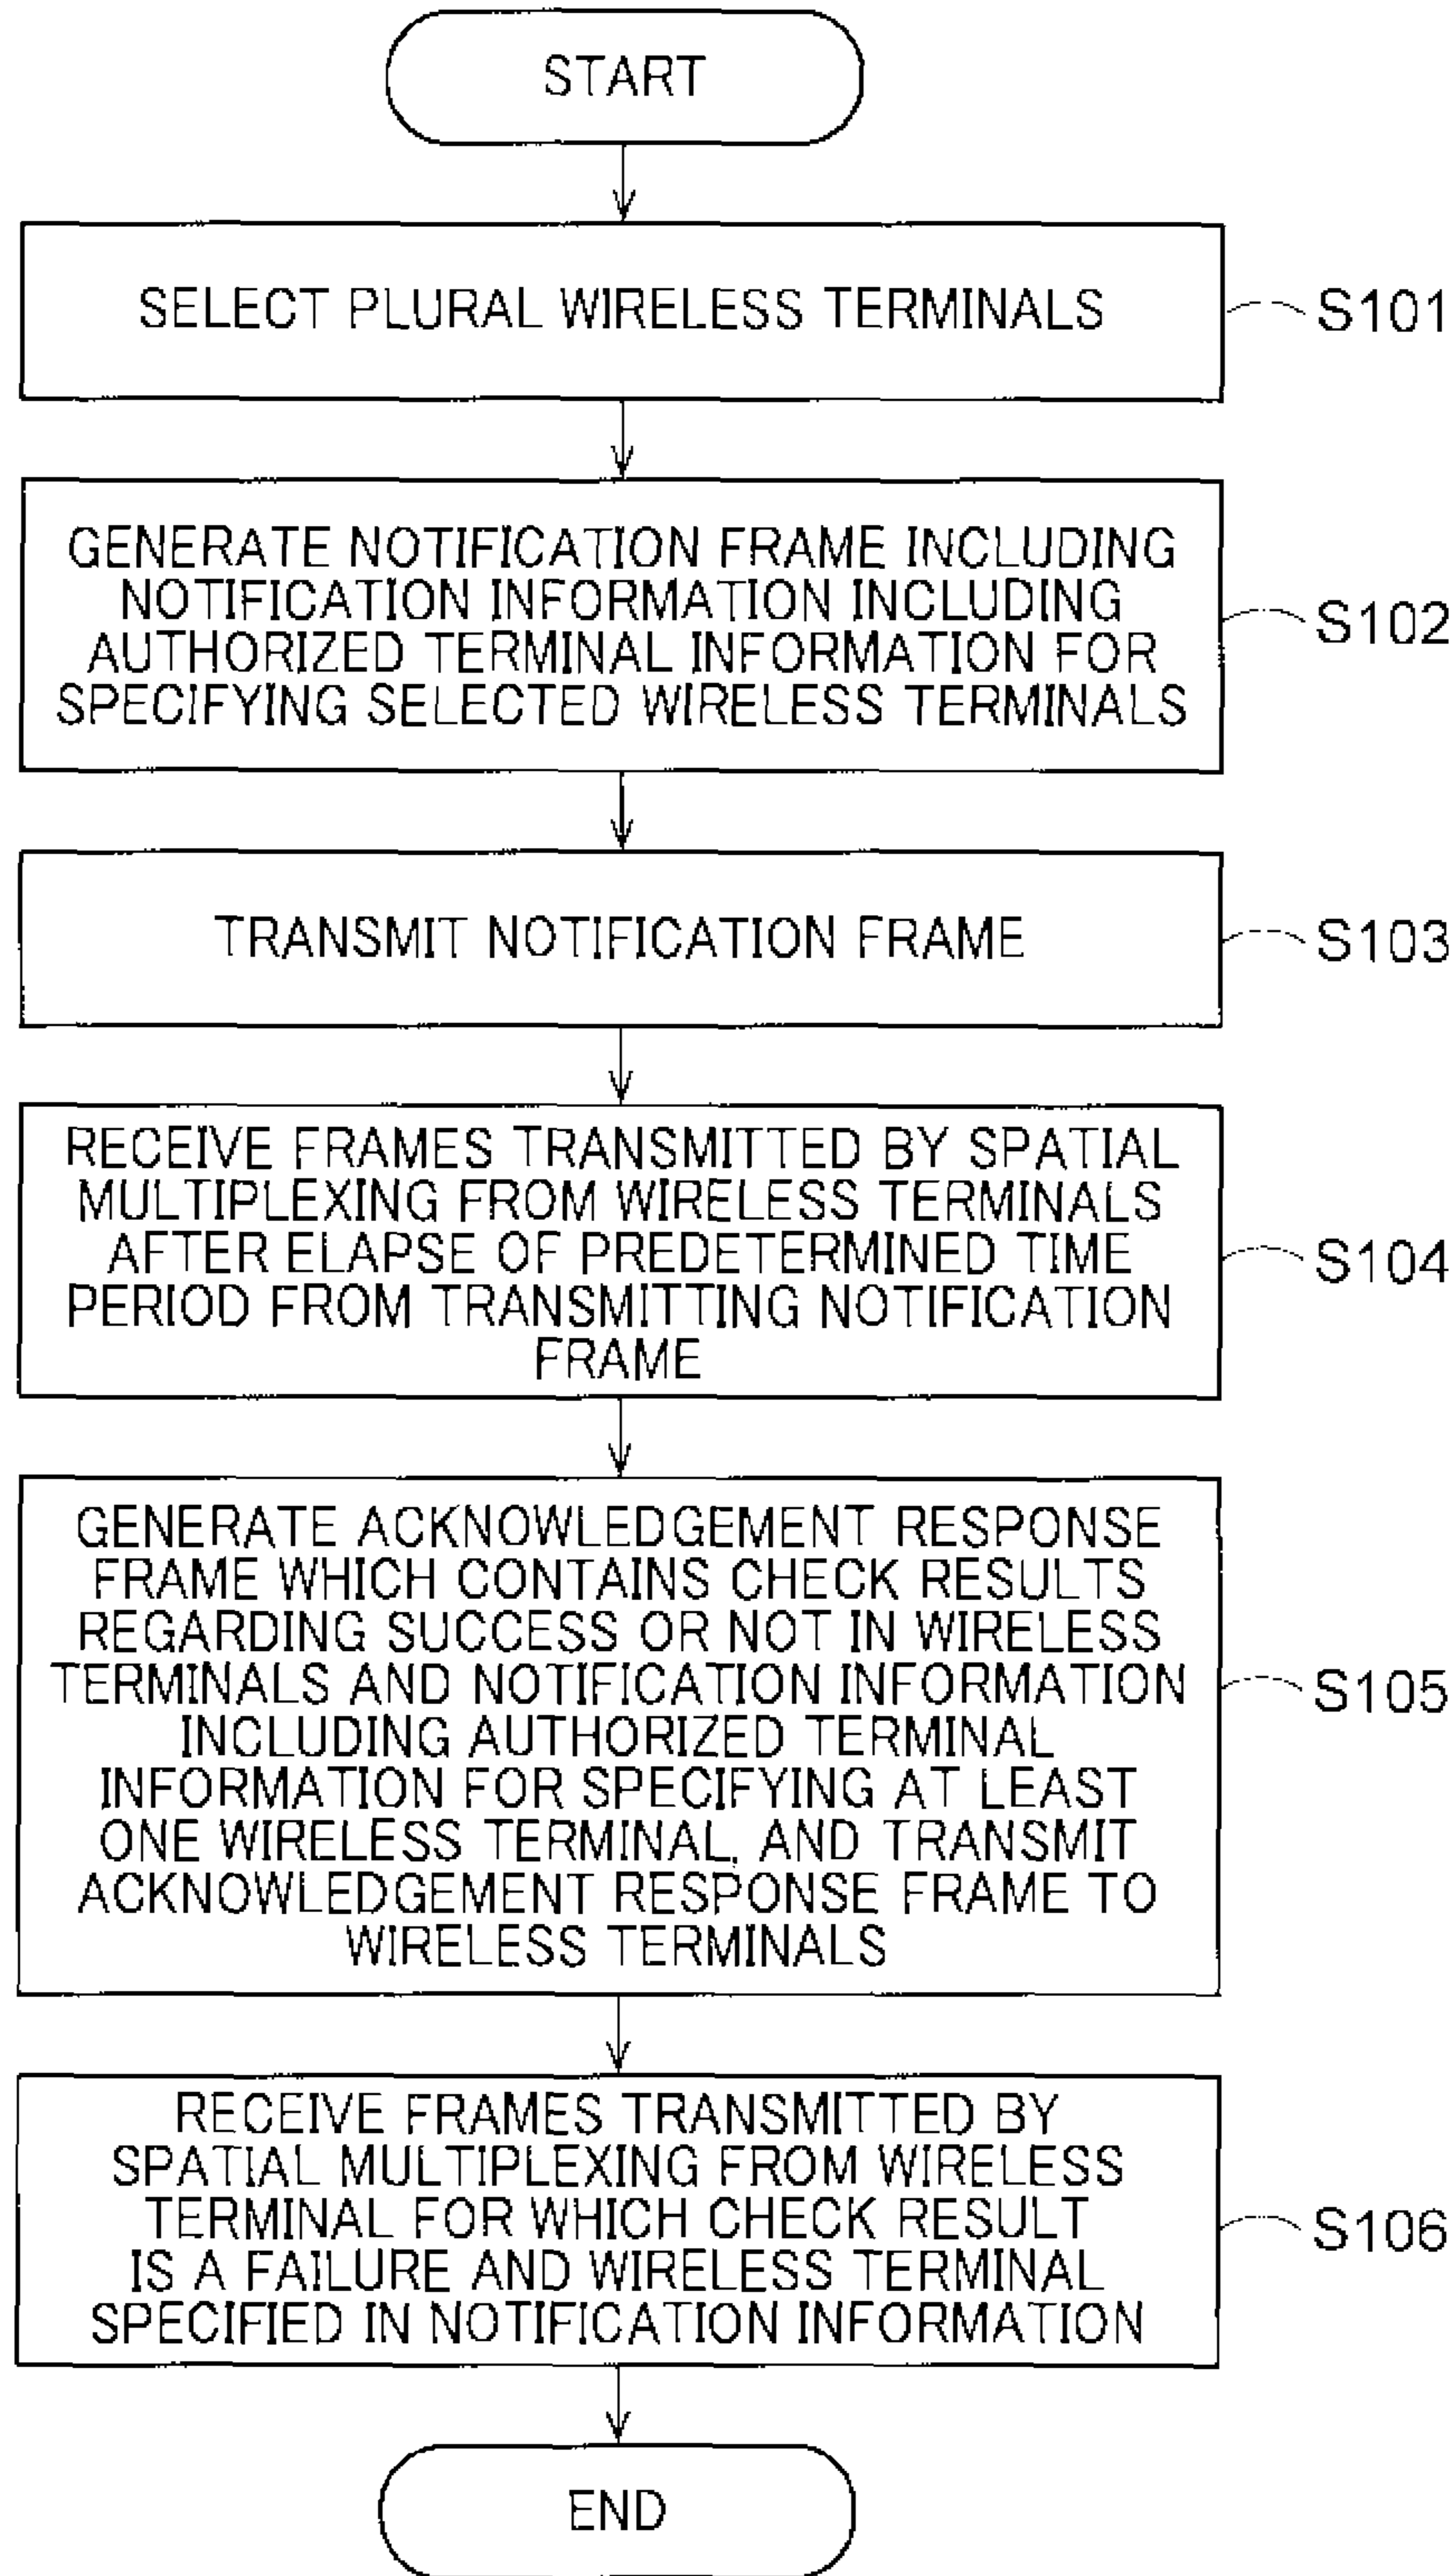 START
SELECT PLURAL WIRELESS TERMINALS
S101
GENERATE NOTIFICATION FRAME INCLUDING
NOTIFICATION INFORMATION INCLUDING
AUTHORIZED TERMINAL INFORMATION FOR
SPECIFYING SELECTED WIRELESS TERMINALS
S102
TRANSMIT NOTIFICATION FRAME
S103
RECEIVE FRAMES TRANSMITTED BY SPATIAL
MULTIPLEXING FROM WIRELESS TERMINALS
AFTER ELAPSE OF PREDETERMINED TIME
PERIOD FROM TRANSMITTING NOTIFICATION
FRAME
S104
GENERATE ACKNOWLEDGEMENT RESPONSE
FRAME WHICH CONTAINS CHECK RESULTS
REGARDING SUCCESS OR NOT IN WIRELESS
TERMINALS AND NOTIFICATION INFORMATION
INCLUDING AUTHORIZED TERMINAL
INFORMATION FOR SPECIFYING AT LEAST
ONE WIRELESS TERMINAL, AND TRANSMIT
ACKNOWLEDGEMENT RESPONSE FRAME TO
WIRELESS TERMINALS
S105
RECEIVE FRAMES TRANSMITTED BY
SPATIAL MULTIPLEXING FROM WIRELESS
TERMINAL FOR WHICH CHECK RESULT
IS A FAILURE AND WIRELESS TERMINAL
SPECIFIED IN NOTIFICATION INFORMATION
S106
END